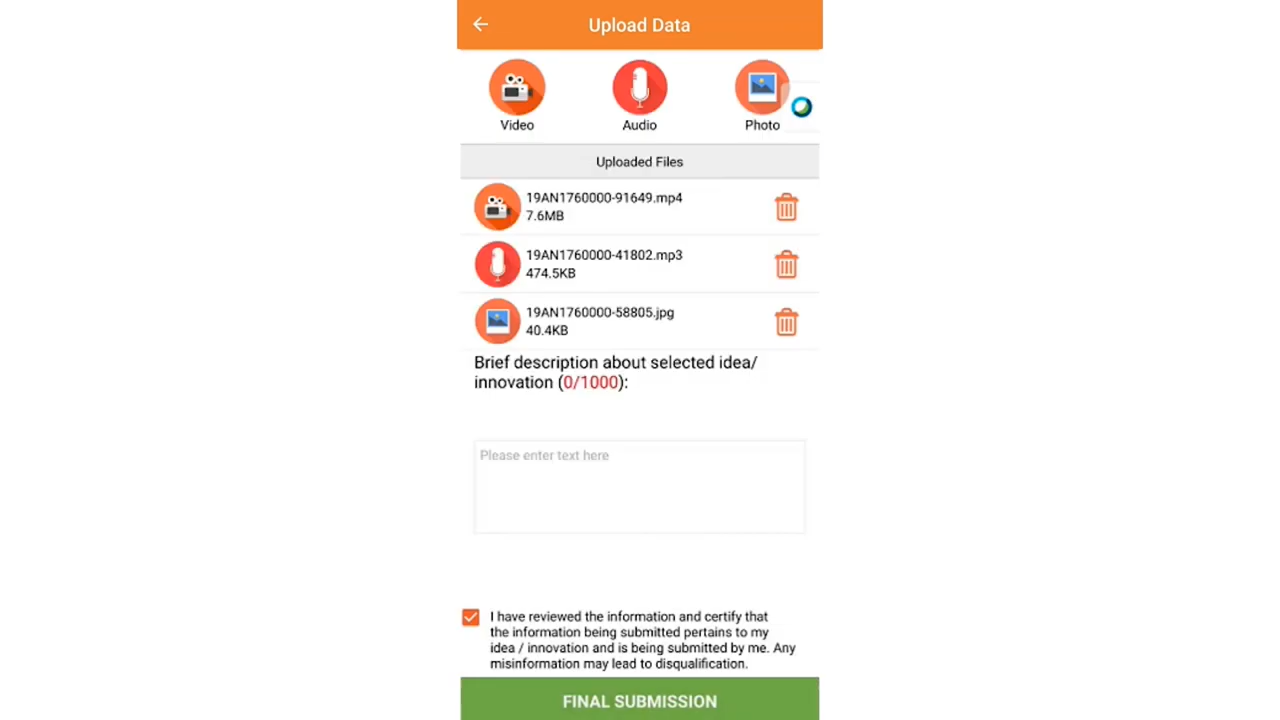 Upload Data
Video
Audio
Photo
Uploaded Files
19AN1760000-91649.mp4
7.6MB
19AN1760000-41802.mp3
474.5KB
19AN1760000-58805.jpg
40.4KB
Brief description about selected idea/
innovation (0/1000):
Please enter text here
I have reviewed the information and certify that
the information being submitted pertains to my
idea / innovation and is being submitted by me. Any
misinformation may lead to disqualification.
FINAL SUBMISSION